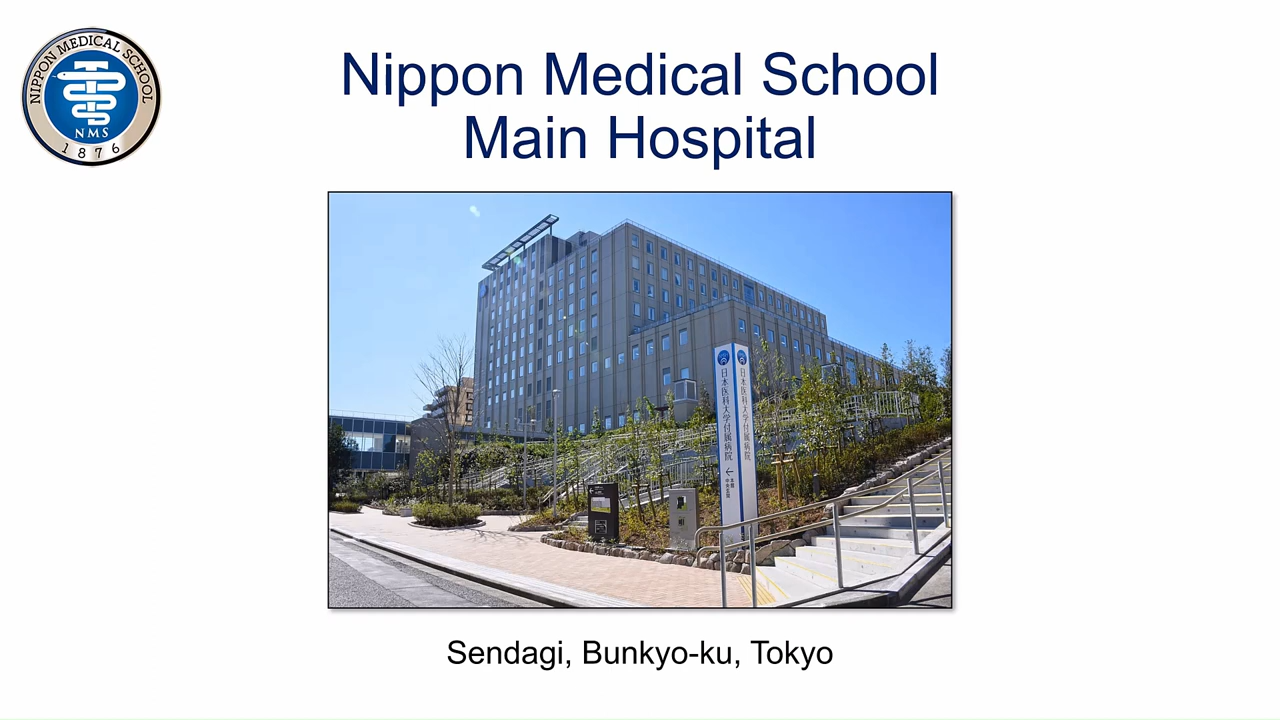 NIPPON MEDICAL SCHOOL
NMS
1876
Nippon Medical School
Main Hospital
日本医科大学付属病院
日本医科大学付属病院
Sendagi, Bunkyo-ku, Tokyo